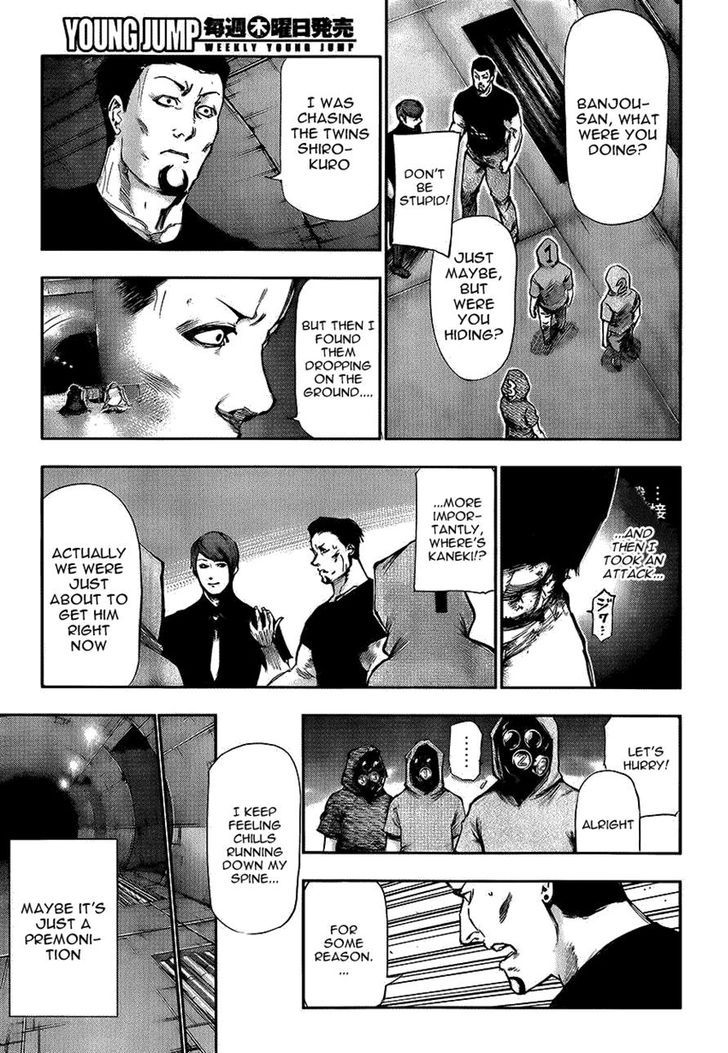 YOUNG JUMP 毎週木曜日発売
WEEKLY YOUNG JUMP
BANJOU-
SAN, WHAT
WERE YOU
DOING?
DON'T
BE
STUPID!
JUST
MAYBE,
BUT
WERE
YOU
HIDING?
1
2
3
I WAS
CHASING
THE TWINS
SHIRO-
KURO
BUT THEN I
FOUND
THEM
DROPPING
ON THE
GROUND....
...AND
THEN I
TOOK AN
ATTACK...
...MORE
IMPOR-
TANTLY,
WHERE'S
KANEKI!?
ACTUALLY
WE WERE
JUST
ABOUT TO
GET HIM
RIGHT
NOW
LET'S
HURRY!
ALRIGHT
.....
2
FOR
SOME
REASON.
...
I KEEP
FEELING
CHILLS
RUNNING
DOWN MY
SPINE...
MAYBE IT'S
JUST A
PREMONI-
TION